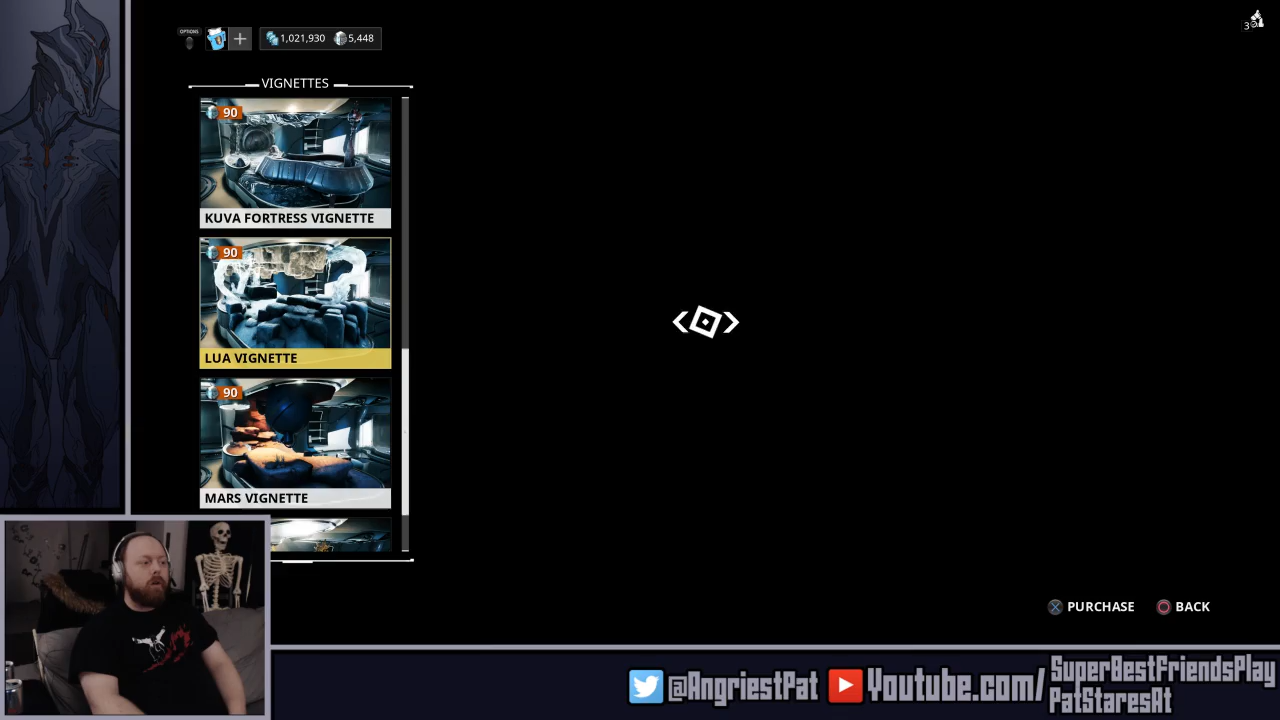 OPTIONS
1,021,930 5,448
3
VIGNETTES
90
KUVA FORTRESS VIGNETTE
90
LUA VIGNETTE
90
MARS VIGNETTE
PURCHASE BACK
@AngriestPat Youtube.com/ SuperBestFriendsPlay
PatStaresAt